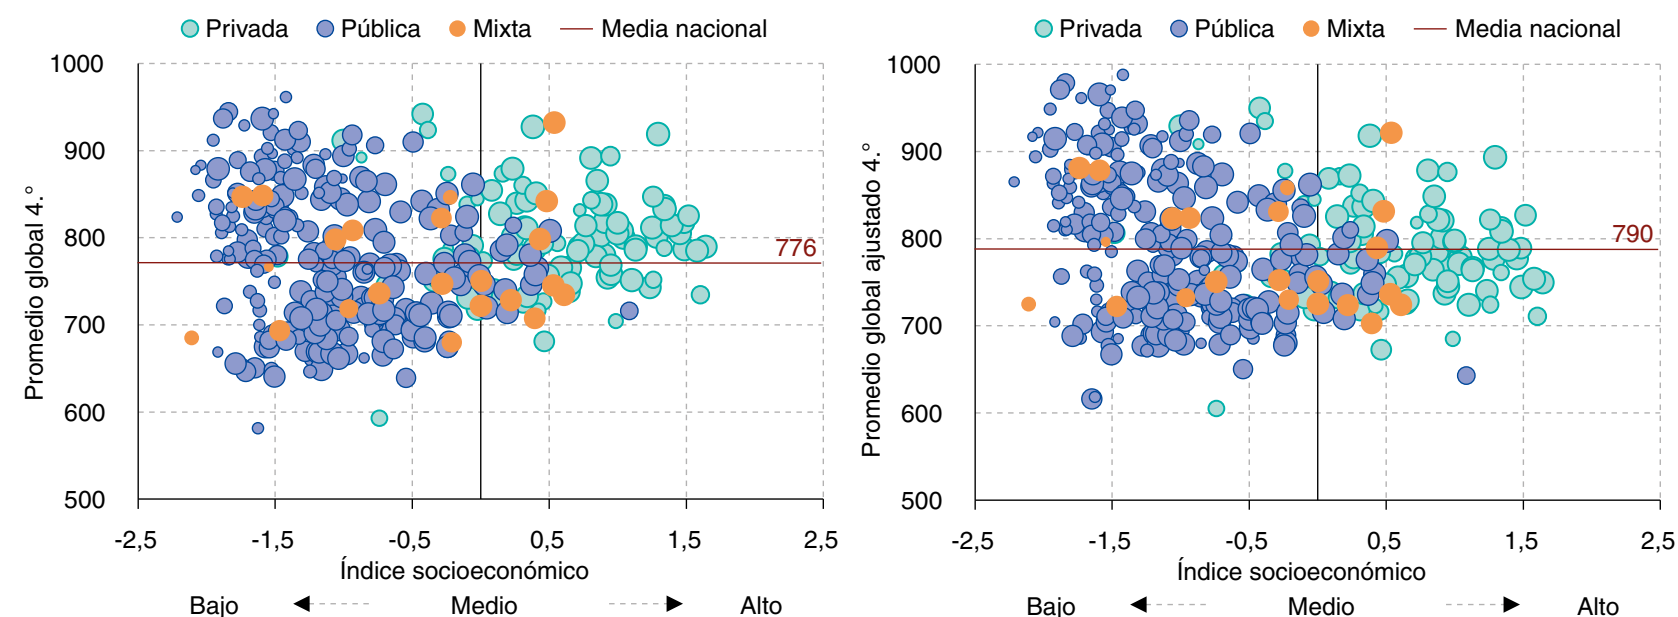 Privada Pública Mixta Media nacional
Promedio global 4.°
1000
900
800
700
600
500
776
-2,5 -1,5 -0,5 0,5 1,5 2,5
Índice socioeconómico
Bajo Medio Alto
Privada Pública Mixta Media nacional
Promedio global ajustado 4.°
1000
900
800
700
600
500
790
-2,5 -1,5 -0,5 0,5 1,5 2,5
Índice socioeconómico
Bajo Medio Alto